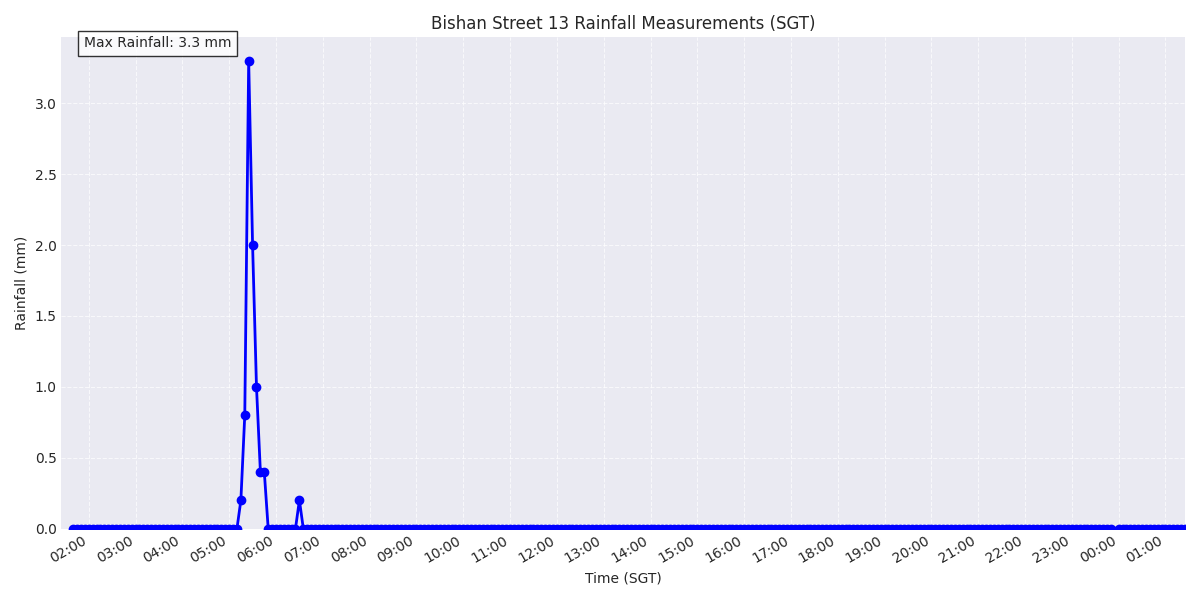 Bishan Street 13 Rainfall Measurements (SGT)
Max Rainfall: 3.3 mm
3.0
2.5
2.0
1.5
1.0
0.5
0.0
Rainfall (mm)
02:00 03:00 04:00 05:00 06:00 07:00 08:00 09:00 10:00 11:00 12:00 13:00 14:00 15:00 16:00 17:00 18:00 19:00 20:00 21:00 22:00 23:00 00:00 01:00
Time (SGT)